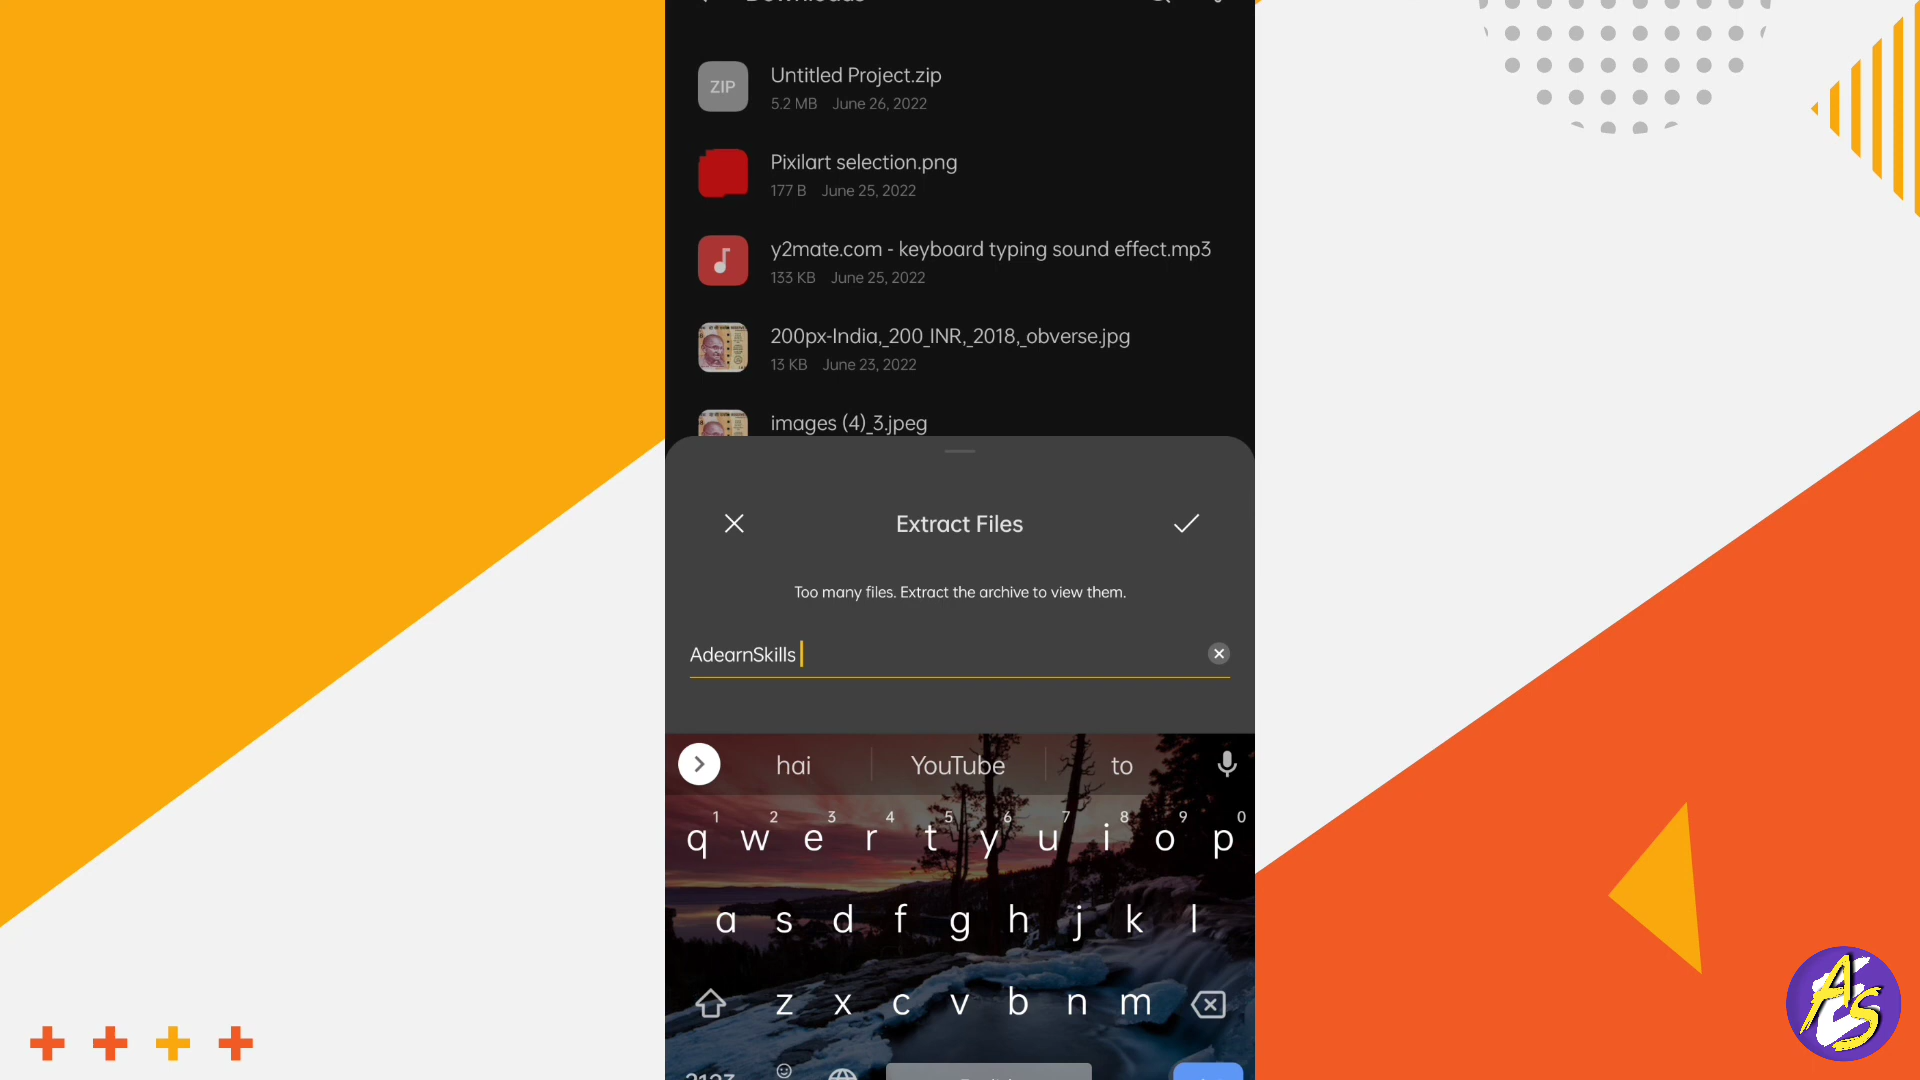 Downloads
ZIP
Untitled Project.zip
5.2 MB June 26, 2022
Pixilart selection.png
177 B June 25, 2022
y2mate.com - keyboard typing sound effect.mp3
133 KB June 25, 2022
200px-India,_200_INR,_2018,_obverse.jpg
13 KB June 23, 2022
images (4)_3.jpeg
Extract Files
Too many files. Extract the archive to view them.
AdearnSkills
hai YouTube to
1 2 3 4 5 6 7 8 9 0
q w e r t y u i o p
a s d f g h j k l
z x c v b n m
?123
AS